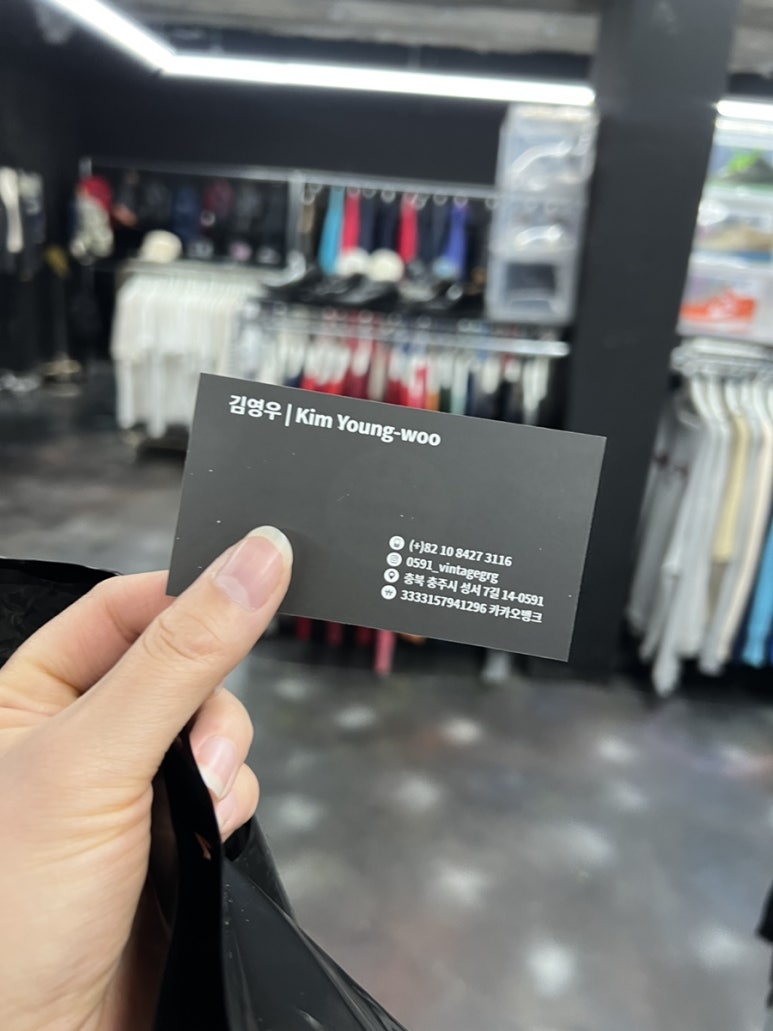 김영우 | Kim Young-woo
(+)82 10 8427 3116
0591_vintagegrg
충북 충주시 성서 7길 14-0591
3333157941296 카카오뱅크